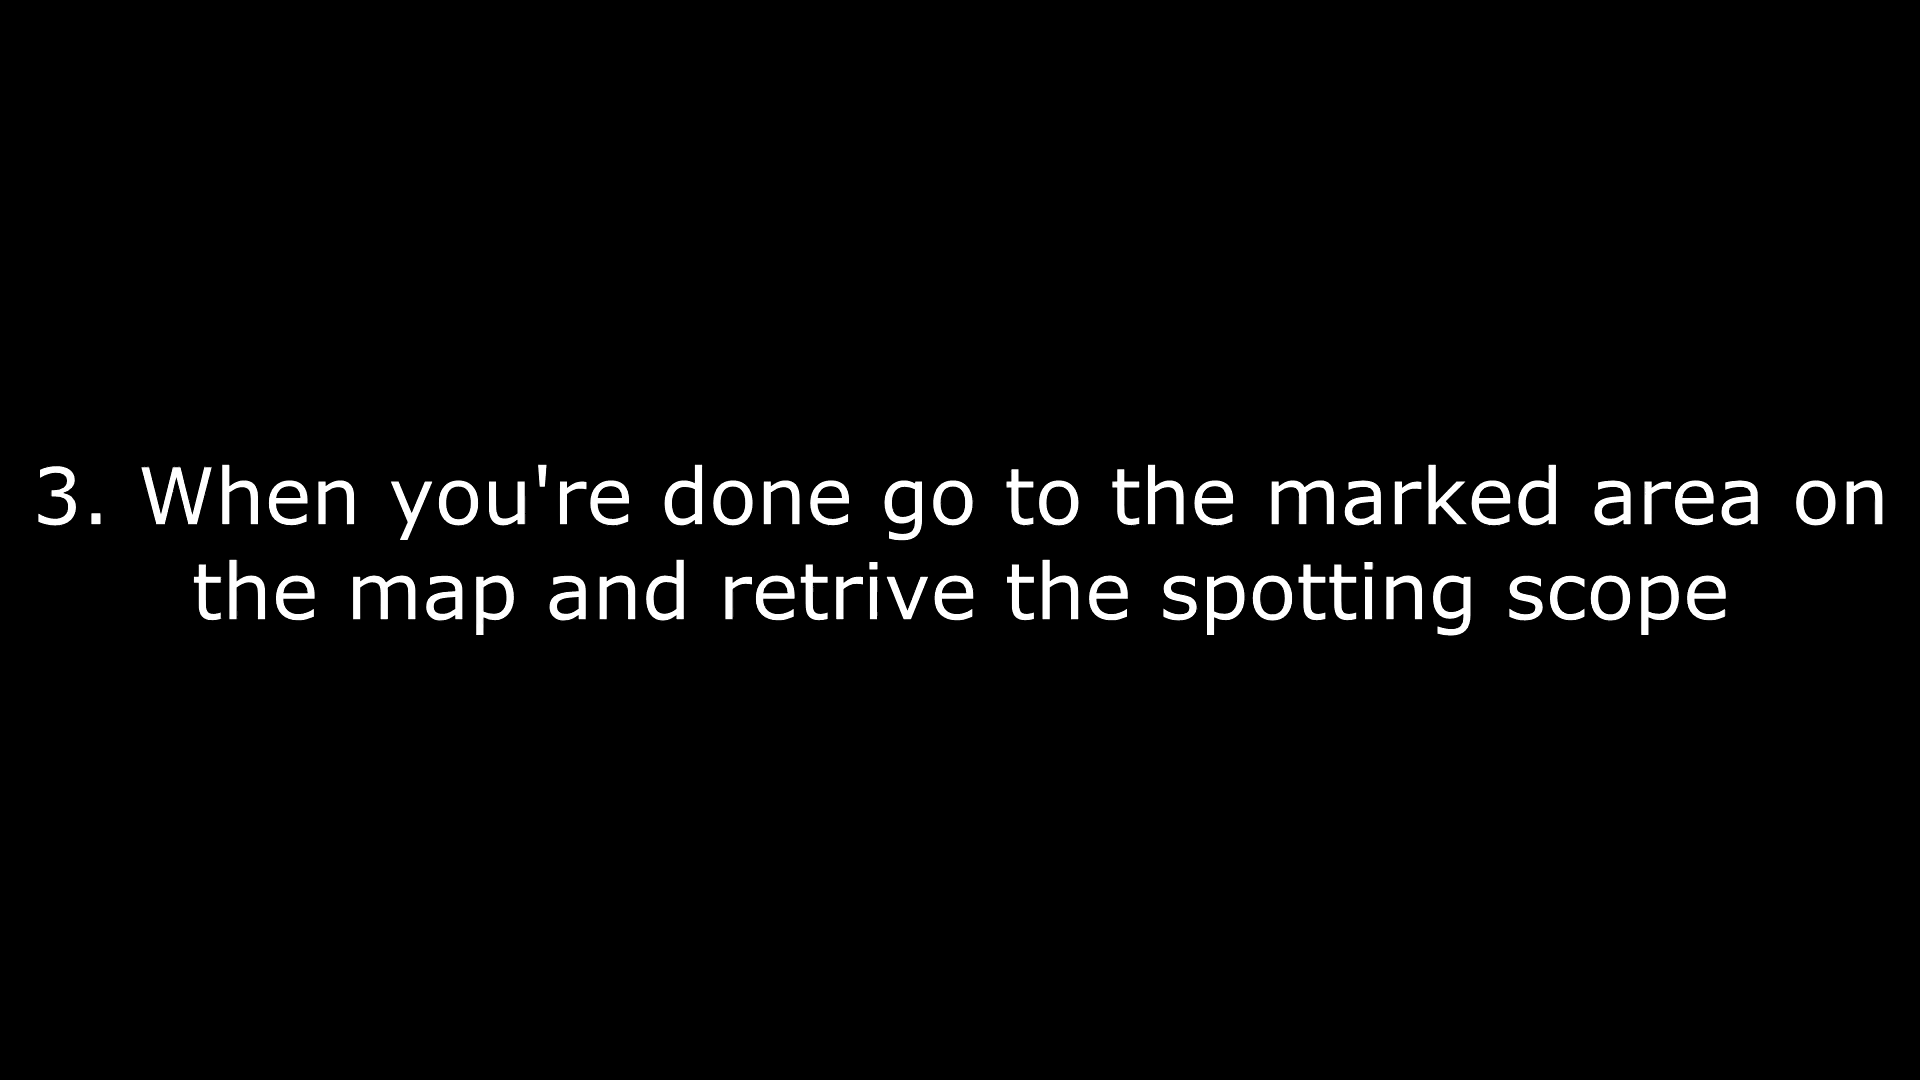 3. When you're done go to the marked area on
the map and retrive the spotting scope